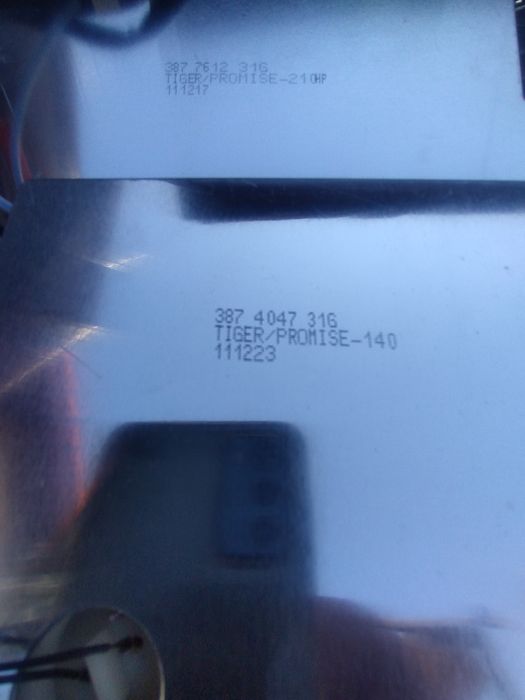 387 7612 316
TIGER/PROMISE-210HP
111217
387 4047 316
TIGER/PROMISE-140
111223